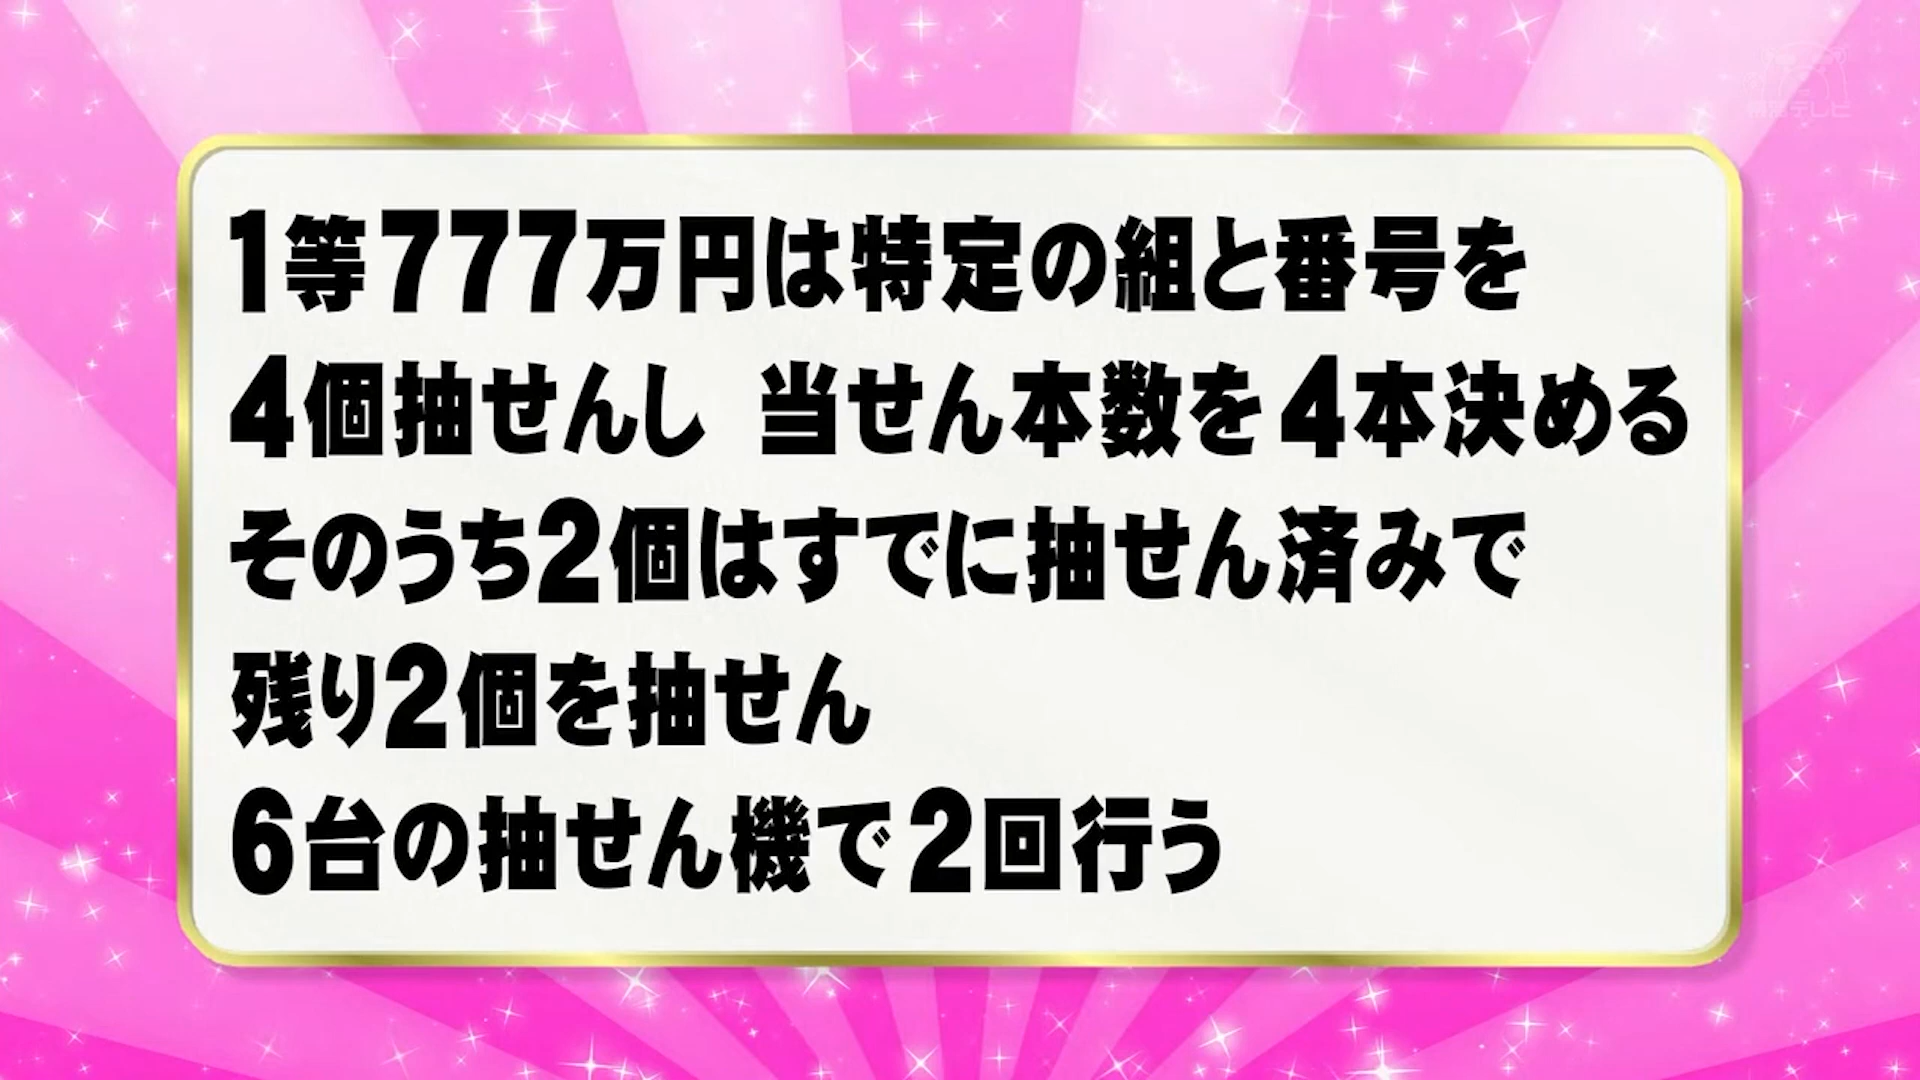 1等777万円は特定の組と番号を
4個抽せんし 当せん本数を4本決める
そのうち2個はすでに抽せん済みで
残り2個を抽せん
6台の抽せん機で2回行う
テレビ